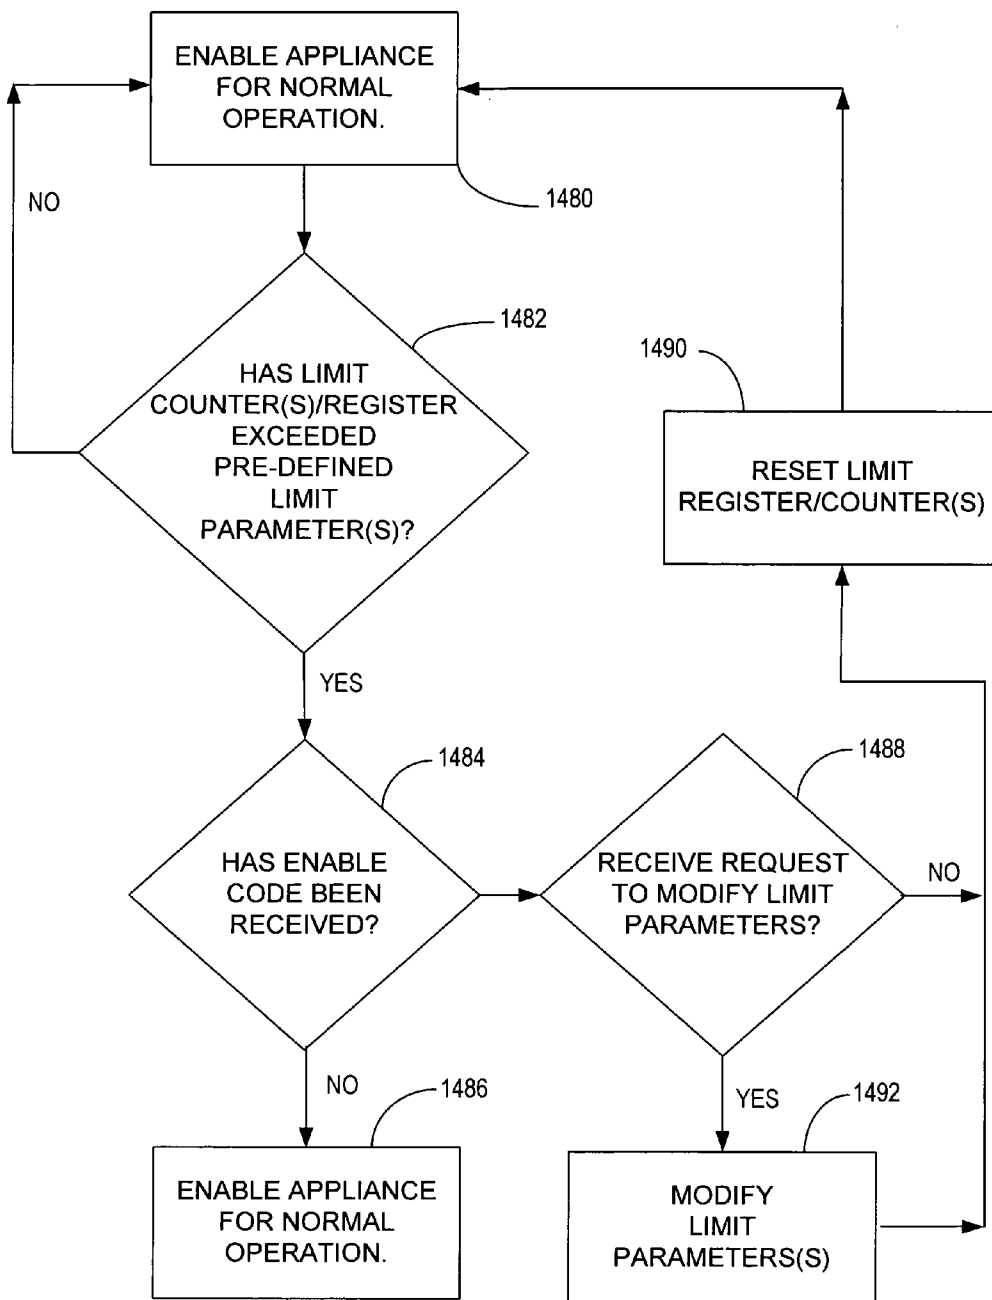 ENABLE APPLIANCE
FOR NORMAL
OPERATION.
NO
1480
1482
HAS LIMIT
COUNTER(S)/REGISTER
EXCEEDED
PRE-DEFINED
LIMIT
PARAMETER(S)?
1490
RESET LIMIT
REGISTER/COUNTER(S)
YES
1484
HAS ENABLE
CODE BEEN
RECEIVED?
1488
RECEIVE REQUEST
TO MODIFY LIMIT
PARAMETERS?
NO
NO
1486
ENABLE APPLIANCE
FOR NORMAL
OPERATION.
YES
1492
MODIFY
LIMIT
PARAMETERS(S)